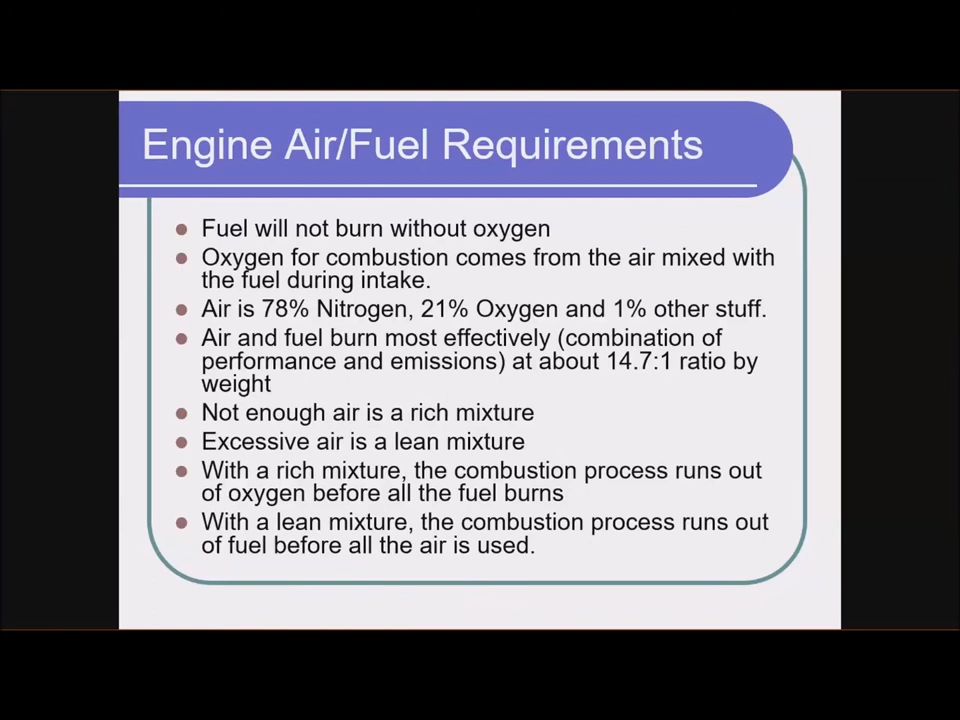 Engine Air/Fuel Requirements
Fuel will not burn without oxygen
Oxygen for combustion comes from the air mixed with
the fuel during intake.
Air is 78% Nitrogen, 21% Oxygen and 1% other stuff.
Air and fuel burn most effectively (combination of
performance and emissions) at about 14.7:1 ratio by
weight
Not enough air is a rich mixture
Excessive air is a lean mixture
With a rich mixture, the combustion process runs out
of oxygen before all the fuel burns
With a lean mixture, the combustion process runs out
of fuel before all the air is used.